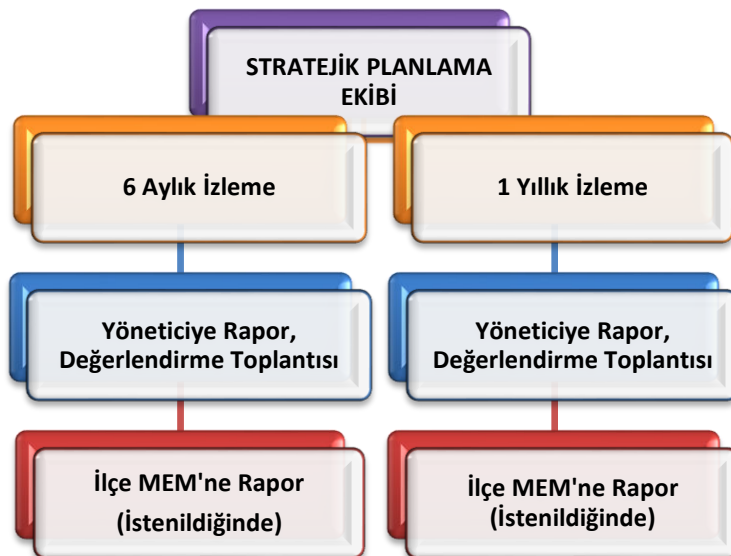 STRATEJİK PLANLAMA
EKİBİ
6 Aylık İzleme
1 Yıllık İzleme
Yöneticiye Rapor,
Değerlendirme Toplantısı
Yöneticiye Rapor,
Değerlendirme Toplantısı
İlçe MEM'ne Rapor
(İstenildiğinde)
İlçe MEM'ne Rapor
(İstenildiğinde)